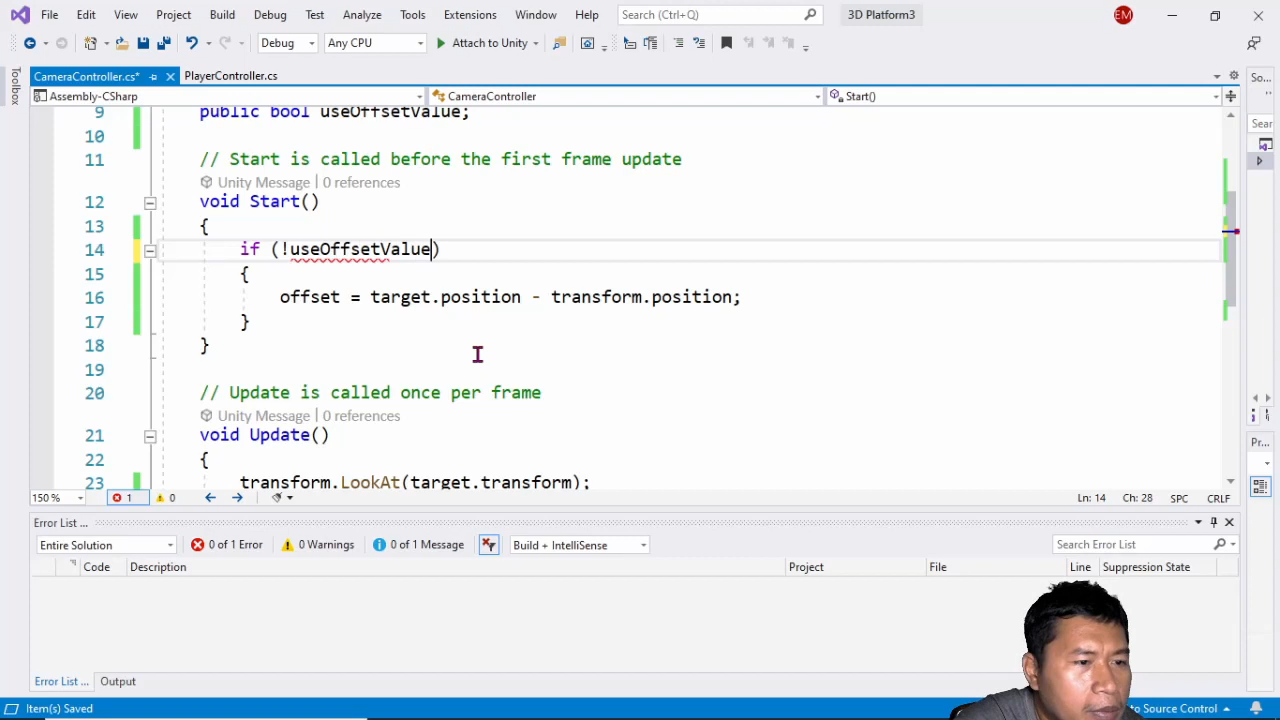 File Edit View Project Build Debug Test Analyze Tools Extensions Window Help Search (Ctrl+Q) 3D Platform3 EM
Debug Any CPU Attach to Unity
CameraController.cs* PlayerController.cs
Assembly-CSharp CameraController Start()
Toolbox
So...
Sear
9 public bool useOffsetValue;
10
11 // Start is called before the first frame update
Unity Message | 0 references
12 void Start()
13 {
14 if (!useOffsetValue)
15 {
16 offset = target.position - transform.position;
17 }
18 }
19
20 // Update is called once per frame
Unity Message | 0 references
21 void Update()
22 {
23 transform.LookAt(target.transform);
Pr...
150 % 1 0 Ln: 14 Ch: 28 SPC CRLF
Error List ...
Entire Solution 0 of 1 Error 0 Warnings 0 of 1 Message Build + IntelliSense Search Error List
Code Description Project File Line Suppression State
Error List ... Output
Item(s) Saved to Source Control